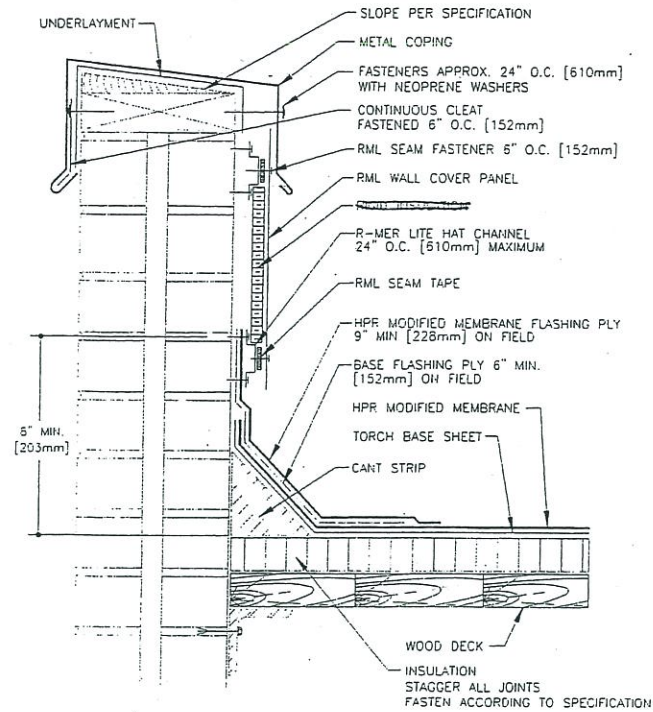 UNDERLAYMENT
SLOPE PER SPECIFICATION
METAL COPING
FASTENERS APPROX. 24" O.C. [610mm]
WITH NEOPRENE WASHERS
CONTINUOUS CLEAT
FASTENED 6" O.C. [152mm]
RML SEAM FASTENER 6" O.C. [152mm]
RML WALL COVER PANEL
R-MER LITE HAT CHANNEL
24" O.C. [610mm] MAXIMUM
RML SEAM TAPE
HPR MODIFIED MEMBRANE FLASHING PLY
9" MIN [228mm] ON FIELD
BASE FLASHING PLY 6" MIN.
[152mm] ON FIELD
8" MIN.
[203mm]
HPR MODIFIED MEMBRANE
TORCH BASE SHEET
CANT STRIP
WOOD DECK
INSULATION
STAGGER ALL JOINTS
FASTEN ACCORDING TO SPECIFICATION